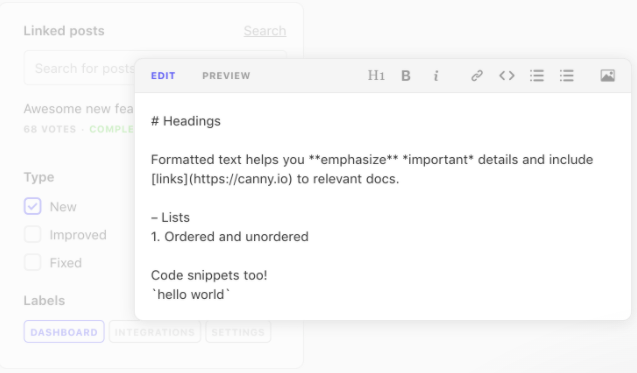 Linked posts
Search
Search for posts
EDIT
PREVIEW
H1 B i
Awesome new fea
68 VOTES · COMPLE
# Headings
Formatted text helps you **emphasize** *important* details and include
[links](https://canny.io) to relevant docs.
– Lists
1. Ordered and unordered
Code snippets too!
`hello world`
Type
New
Improved
Fixed
Labels
DASHBOARD
INTEGRATIONS
SETTINGS